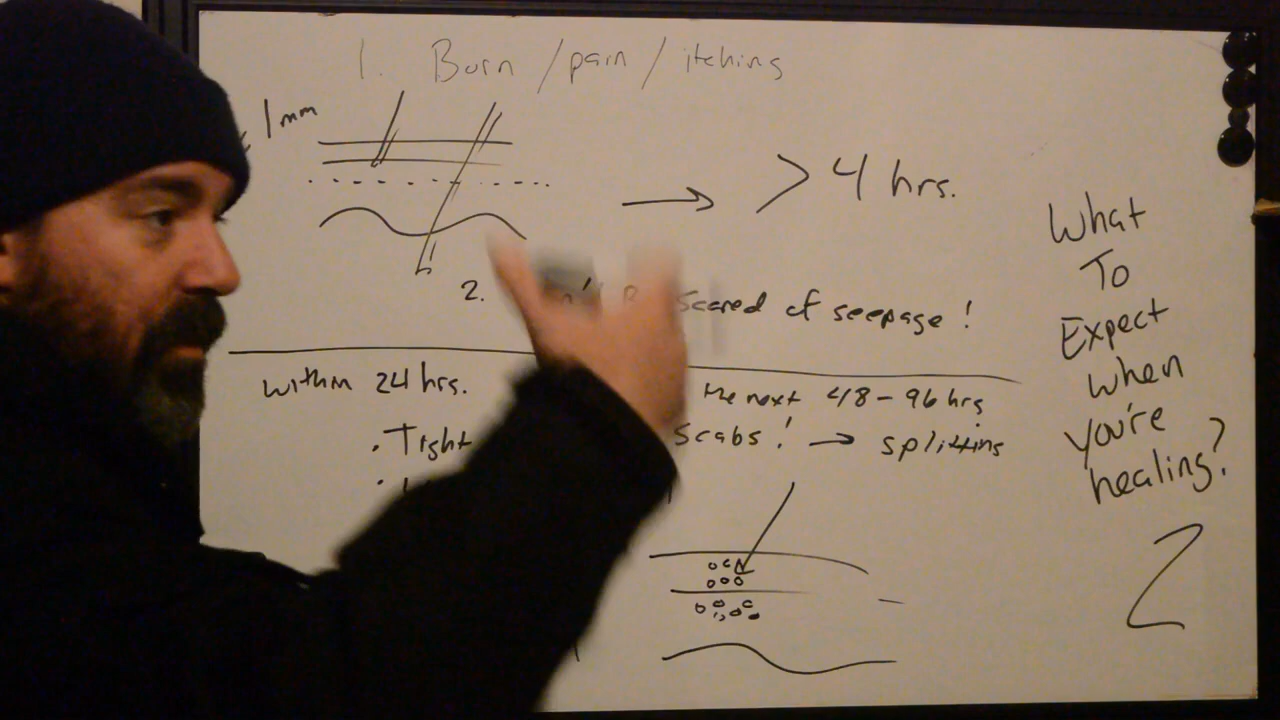 1. Burn /pain / itching
1mm
> 4 hrs.
2. scared of seepage!
within 24 hrs.
. Tight
the next 48-96 hrs
scabs! → splitting
What
To
Expect
when
you're
healing?
2